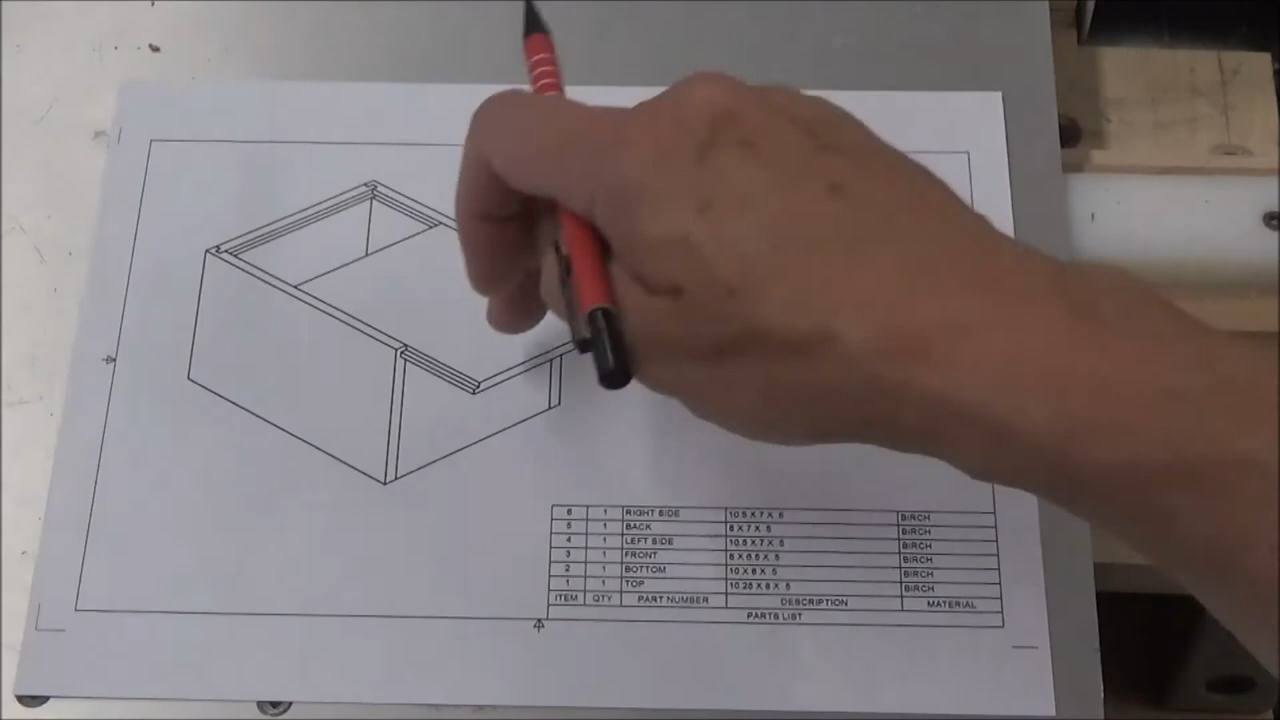 6 1 RIGHT SIDE 10.5 X 7 X .5 BIRCH
5 1 BACK 8 X 7 X .5 BIRCH
4 1 LEFT SIDE 10.5 X 7 X .5 BIRCH
3 1 FRONT X 6.5 X .5 BIRCH
2 1 BOTTOM 10 X 8 X .5 BIRCH
1 1 TOP 10.25 X 8 X .5 BIRCH
ITEM QTY PART NUMBER DESCRIPTION MATERIAL
PARTS LIST